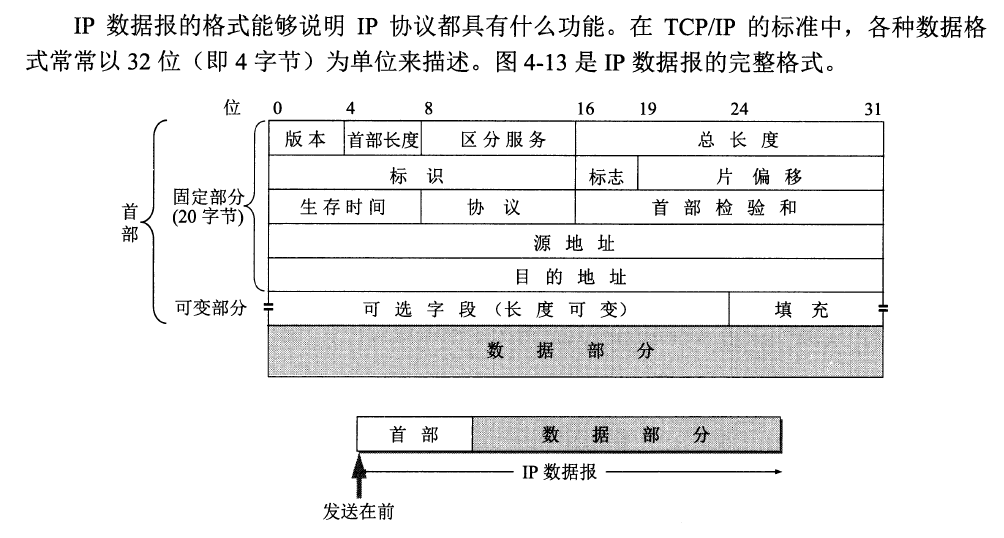 IP 数据报的格式能够说明 IP 协议都具有什么功能。在 TCP/IP 的标准中，各种数据格
式常常以 32 位（即 4 字节）为单位来描述。图 4-13 是 IP 数据报的完整格式。
位 0 4 8 16 19 24 31
版本 首部长度 区分服务 总长度
标识 标志 片偏移
固定部分
(20 字节)
首部
生存时间 协议 首部检验和
源地址
目的地址
可变部分 可选字段（长度可变） 填充
数据部分
首部 数据部分
IP 数据报
发送在前